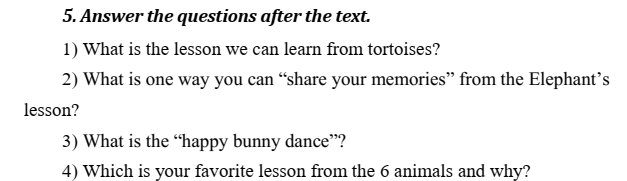 5. Answer the questions after the text.
1) What is the lesson we can learn from tortoises?
2) What is one way you can “share your memories” from the Elephant’s
lesson?
3) What is the “happy bunny dance”?
4) Which is your favorite lesson from the 6 animals and why?